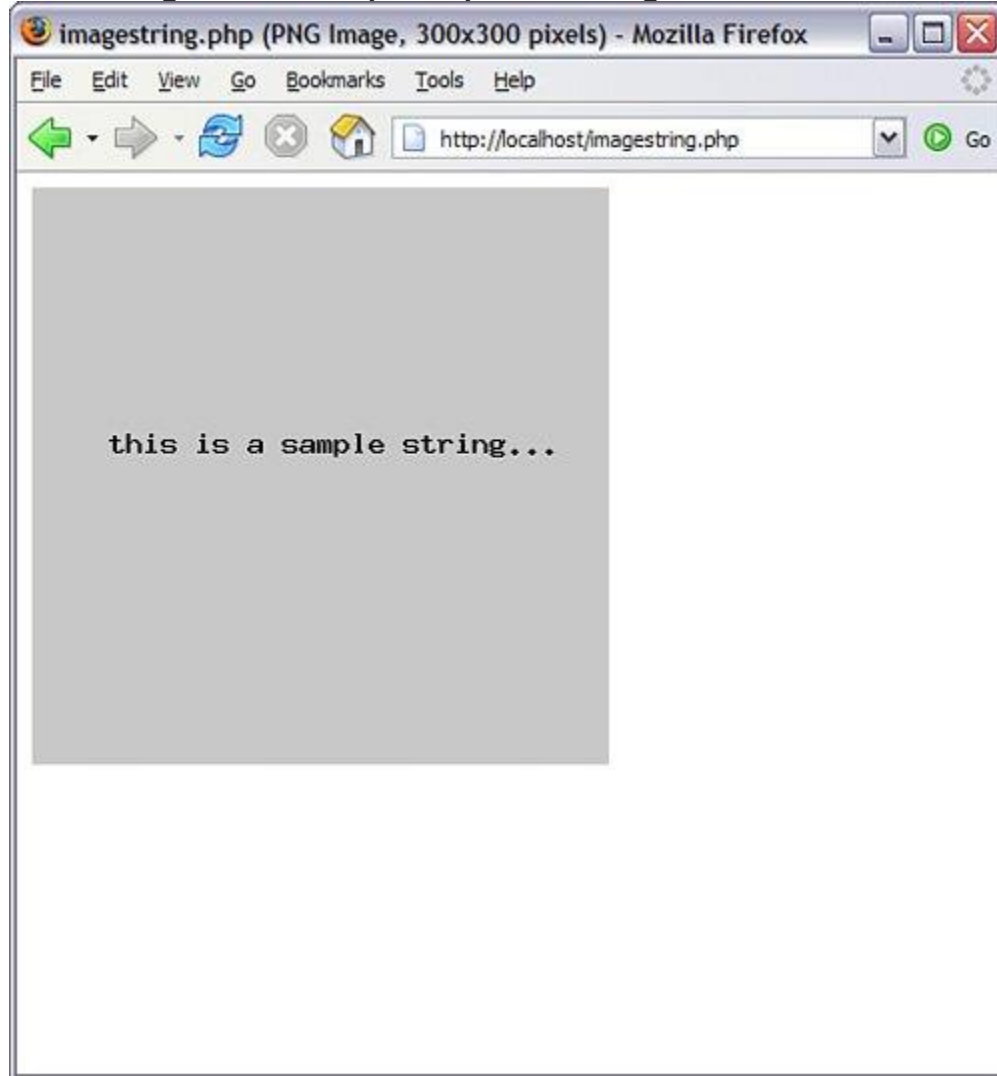 imagestring.php (PNG Image, 300x300 pixels) - Mozilla Firefox
File Edit View Go Bookmarks Tools Help
http://localhost/imagestring.php Go
this is a sample string...